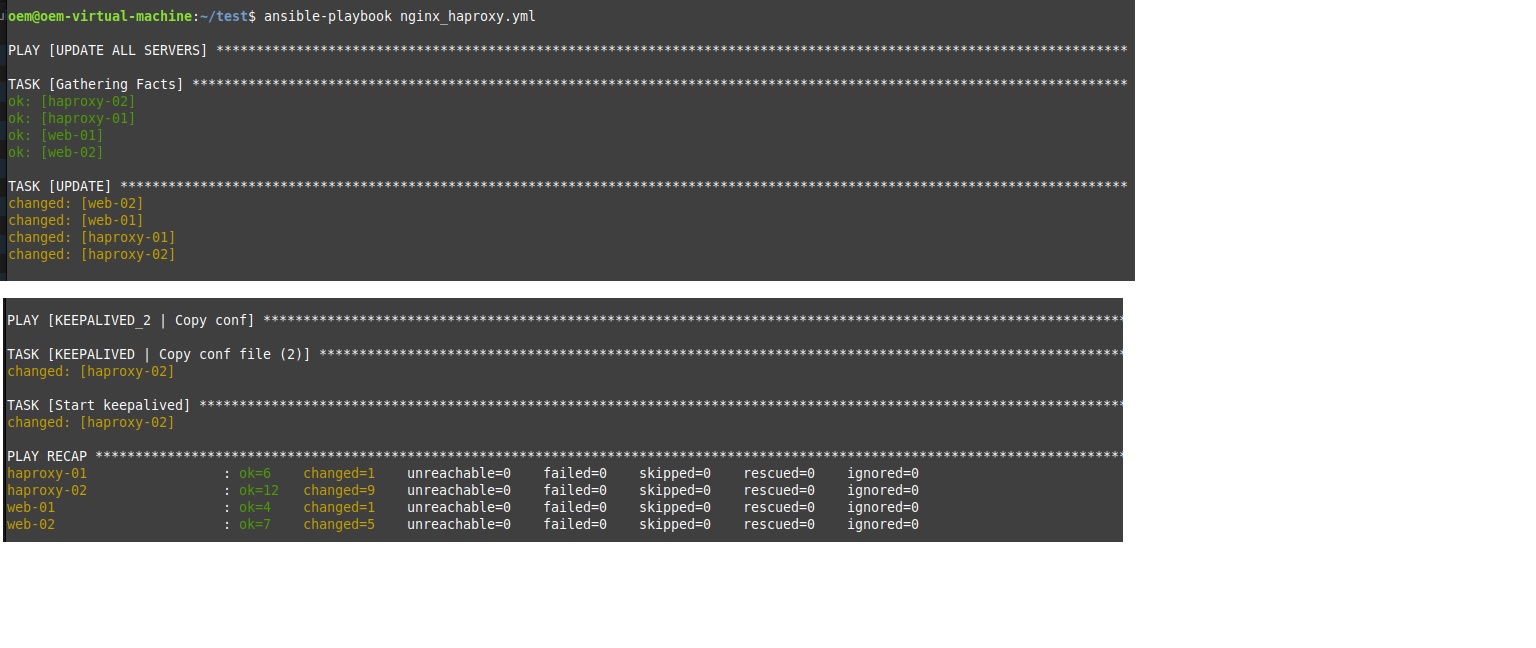 oem@oem-virtual-machine:~/test$ ansible-playbook nginx_haproxy.yml
PLAY [UPDATE ALL SERVERS] ******************************************************************************************************************
TASK [Gathering Facts] *********************************************************************************************************************
ok: [haproxy-02]
ok: [haproxy-01]
ok: [web-01]
ok: [web-02]
TASK [UPDATE] ******************************************************************************************************************************
changed: [web-02]
changed: [web-01]
changed: [haproxy-01]
changed: [haproxy-02]
PLAY [KEEPALIVED_2 | Copy conf] ************************************************************************************************************
TASK [KEEPALIVED | Copy conf file (2)] *****************************************************************************************************
changed: [haproxy-02]
TASK [Start keepalived] ********************************************************************************************************************
changed: [haproxy-02]
PLAY RECAP *********************************************************************************************************************************
haproxy-01                 : ok=6    changed=1    unreachable=0    failed=0    skipped=0    rescued=0    ignored=0
haproxy-02                 : ok=12   changed=9    unreachable=0    failed=0    skipped=0    rescued=0    ignored=0
web-01                     : ok=4    changed=1    unreachable=0    failed=0    skipped=0    rescued=0    ignored=0
web-02                     : ok=7    changed=5    unreachable=0    failed=0    skipped=0    rescued=0    ignored=0